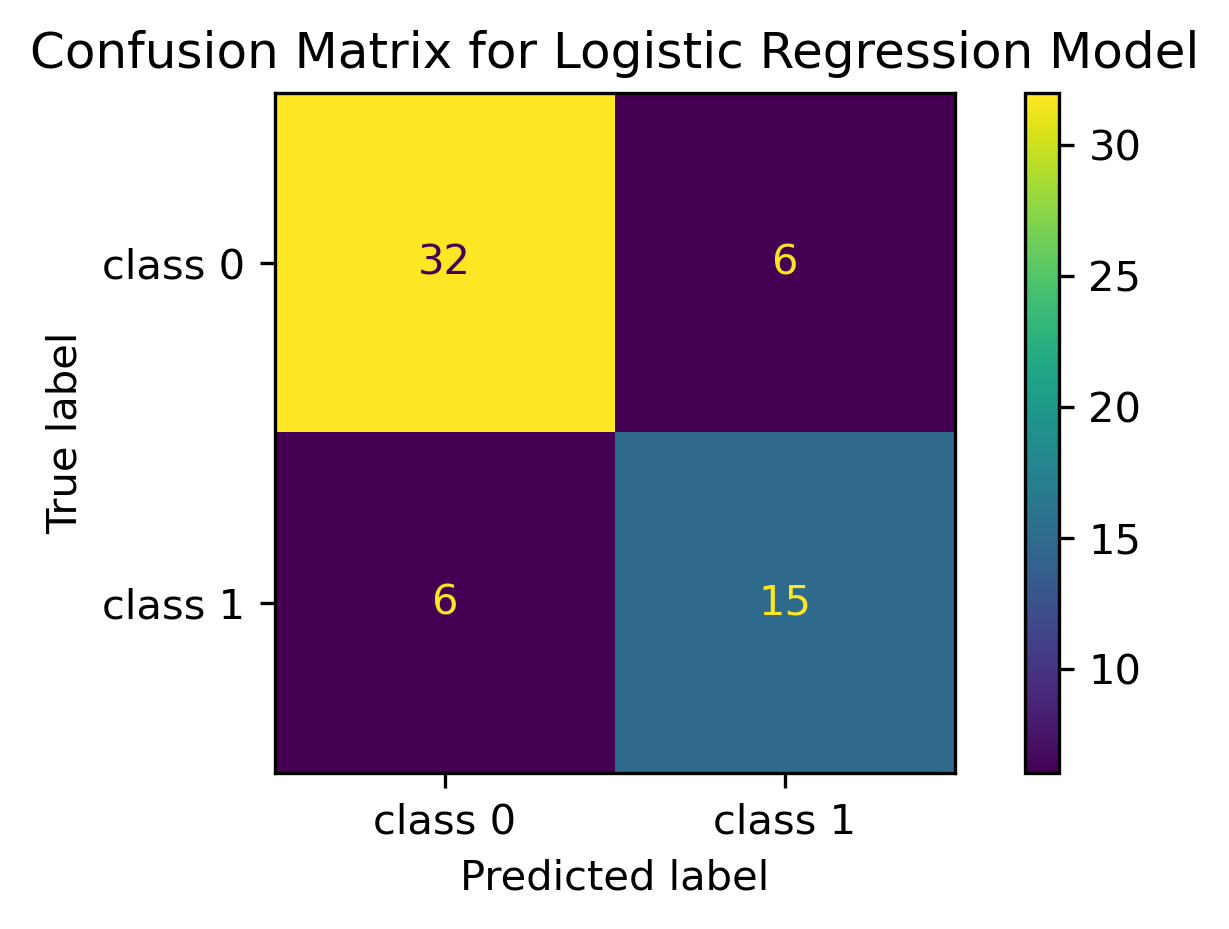 Confusion Matrix for Logistic Regression Model
True label
class 0
class 1
32
6
6
15
class 0
class 1
Predicted label
30
25
20
15
10